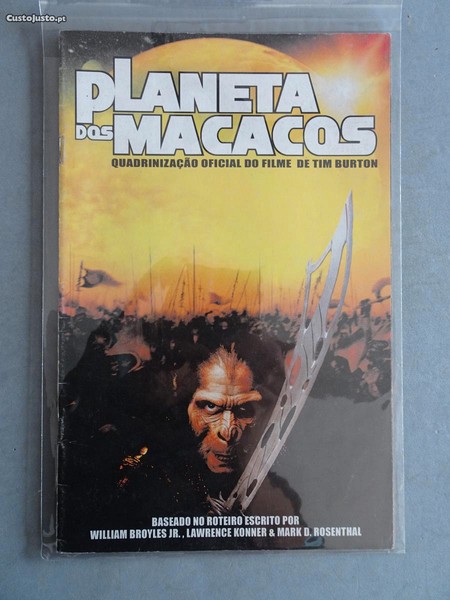 CustoJusto.pt
PLANETA
DOS MACACOS
QUADRINIZAÇÃO OFICIAL DO FILME DE TIM BURTON
BASEADO NO ROTEIRO ESCRITO POR
WILLIAM BROYLES JR., LAWRENCE KONNER & MARK D. ROSENTHAL